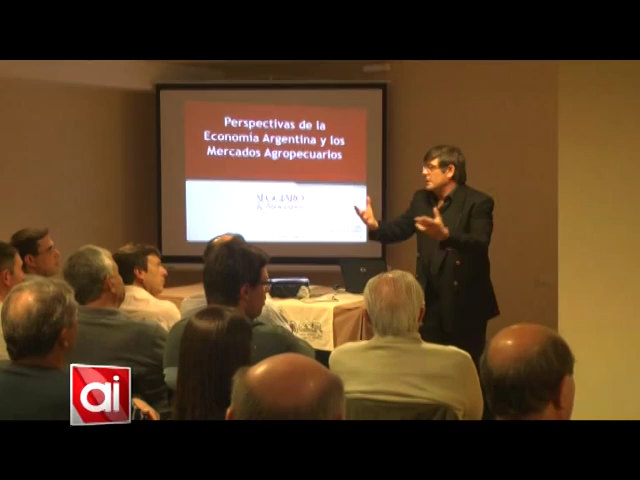 Perspectivas de la
Economía Argentina y los
Mercados Agropecuarios
ai